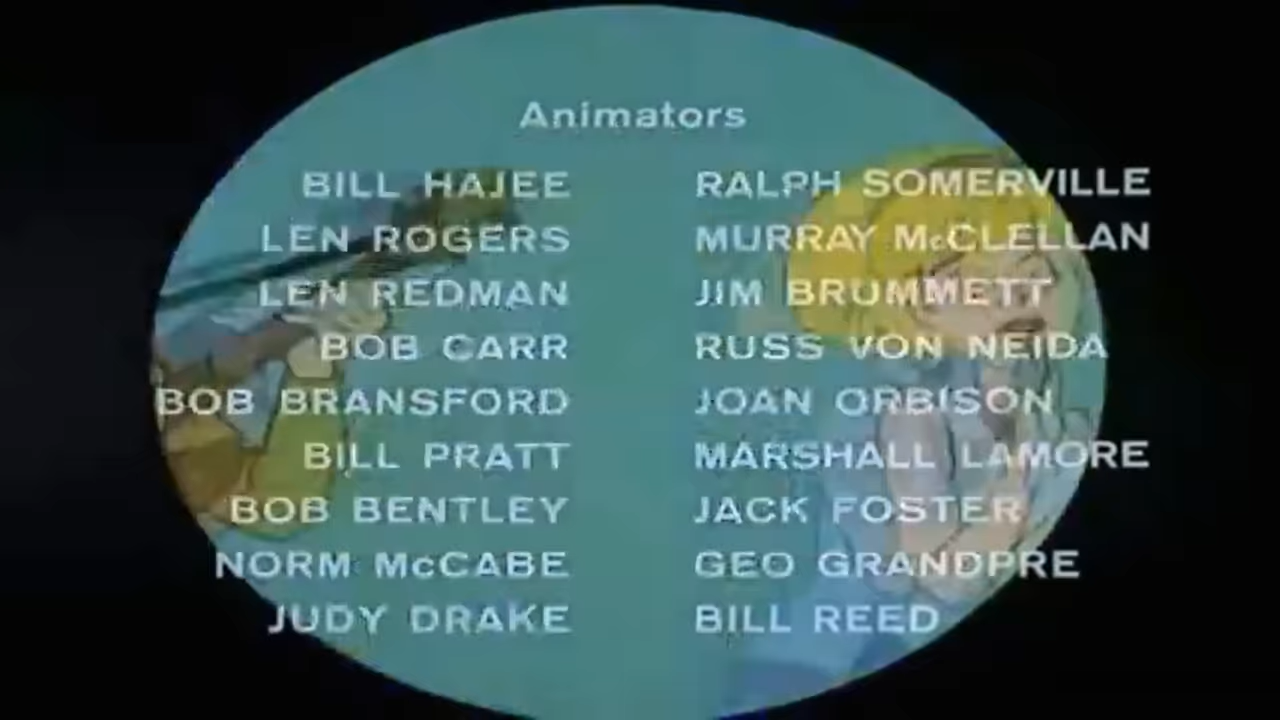 Animators
BILL HAJEE RALPH SOMERVILLE
LEN ROGERS MURRAY McCLELLAN
LEN REDMAN JIM BRUMMETT
BOB CARR RUSS VON NEIDA
BOB BRANSFORD JOAN ORBISON
BILL PRATT MARSHALL LAMORE
BOB BENTLEY JACK FOSTER
NORM McCABE GEO GRANDPRE
JUDY DRAKE BILL REED